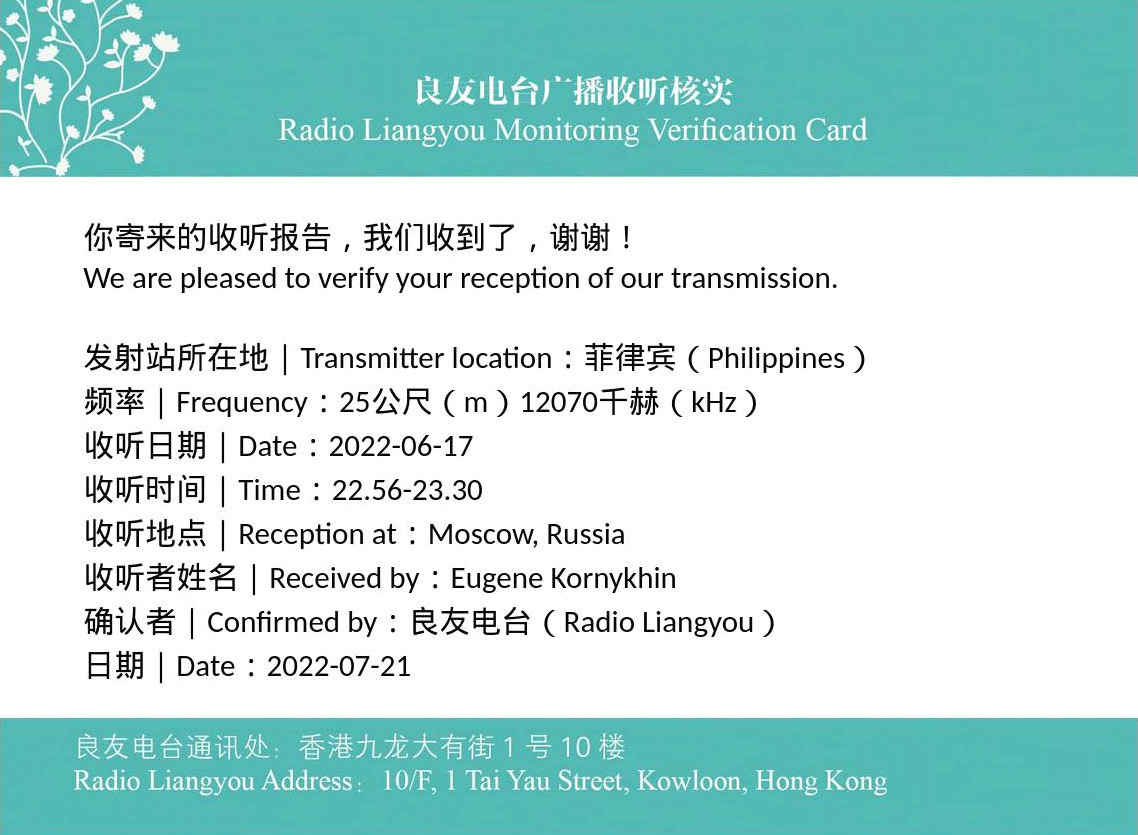 良友电台广播收听核实
Radio Liangyou Monitoring Verification Card
你寄来的收听报告，我们收到了，谢谢！
We are pleased to verify your reception of our transmission.
发射站所在地｜Transmitter location：菲律宾（Philippines）
频率｜Frequency：25公尺（m）12070千赫（kHz）
收听日期｜Date：2022-06-17
收听时间｜Time：22.56-23.30
收听地点｜Reception at：Moscow, Russia
收听者姓名｜Received by：Eugene Kornykhin
确认者｜Confirmed by：良友电台（Radio Liangyou）
日期｜Date：2022-07-21
良友电台通讯处：香港九龙大有街 1 号 10 楼
Radio Liangyou Address：10/F, 1 Tai Yau Street, Kowloon, Hong Kong